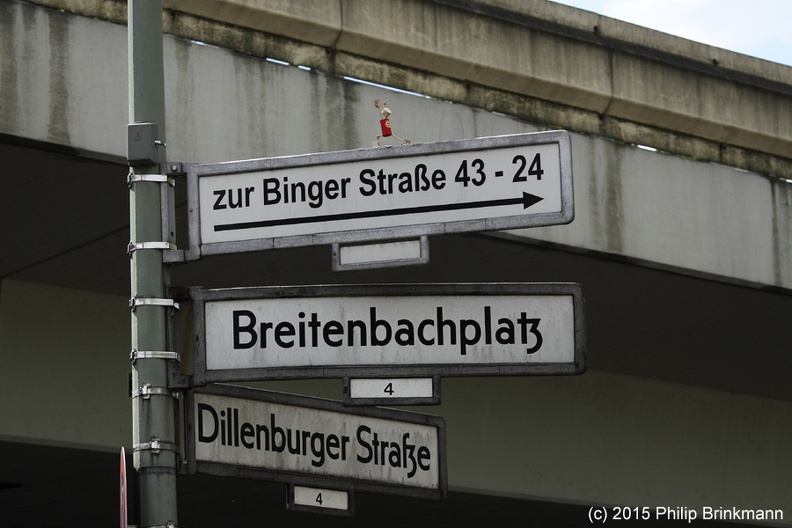 zur Binger Straße 43 - 24
Breitenbachplatz
4
Dillenburger Straße
4
(c) 2015 Philip Brinkmann